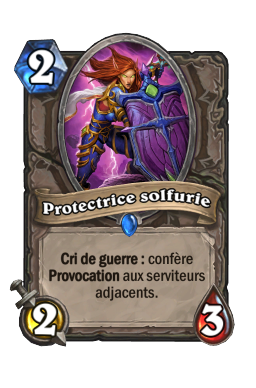 2
Protectrice solfurie
Cri de guerre : confère
Provocation aux serviteurs
adjacents.
2
3